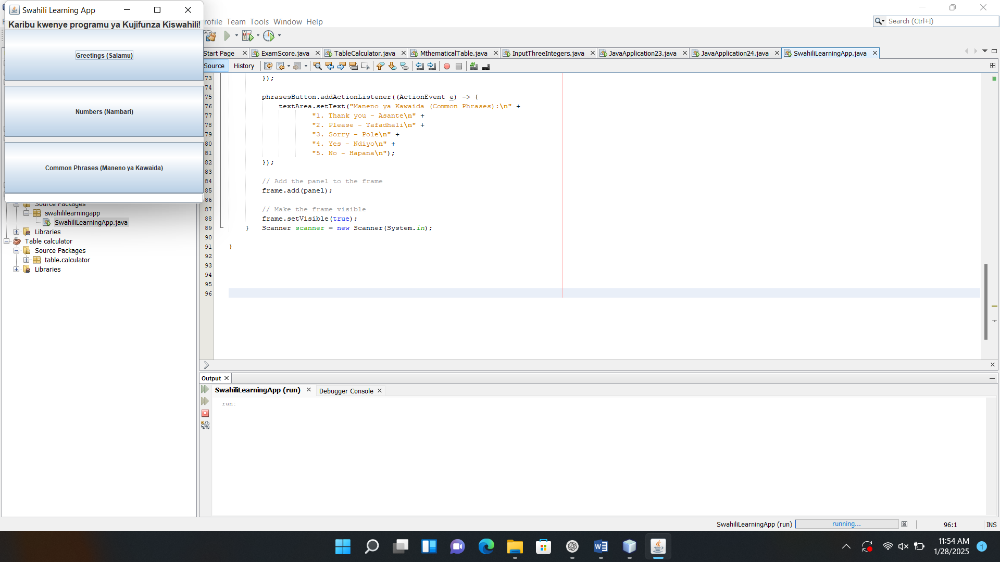 Swahili Learning App
Karibu kwenye programu ya Kujifunza Kiswahili!
Greetings (Salamu)
Numbers (Nambari)
Common Phrases (Maneno ya Kawaida)
rofile Team Tools Window Help
Search (Ctrl+I)
Start Page
ExamScore.java
TableCalculator.java
MthematicalTable.java
InputThreeIntegers.java
JavaApplication23.java
JavaApplication24.java
SwahiliLearningApp.java
Source History
73 });
74
75 phrasesButton.addActionListener((ActionEvent e) -> {
76 textArea.setText("Maneno ya Kawaida (Common Phrases):\n" +
77 "1. Thank you - Asante\n" +
78 "2. Please - Tafadhali\n" +
79 "3. Sorry - Pole\n" +
80 "4. Yes - Ndiyo\n" +
81 "5. No - Hapana\n");
82 });
83
84 // Add the panel to the frame
85 frame.add(panel);
86
87 // Make the frame visible
88 frame.setVisible(true);
89 } Scanner scanner = new Scanner(System.in);
90
91 }
92
93
94
95
96
Source Packages
swahililearningapp
SwahiliLearningApp.java
Libraries
Table calculator
Source Packages
table.calculator
Libraries
Output
SwahiliLearningApp (run)
Debugger Console
run:
SwahiliLearningApp (run)
running...
96:1
INS
11:54 AM
1/28/2025
1